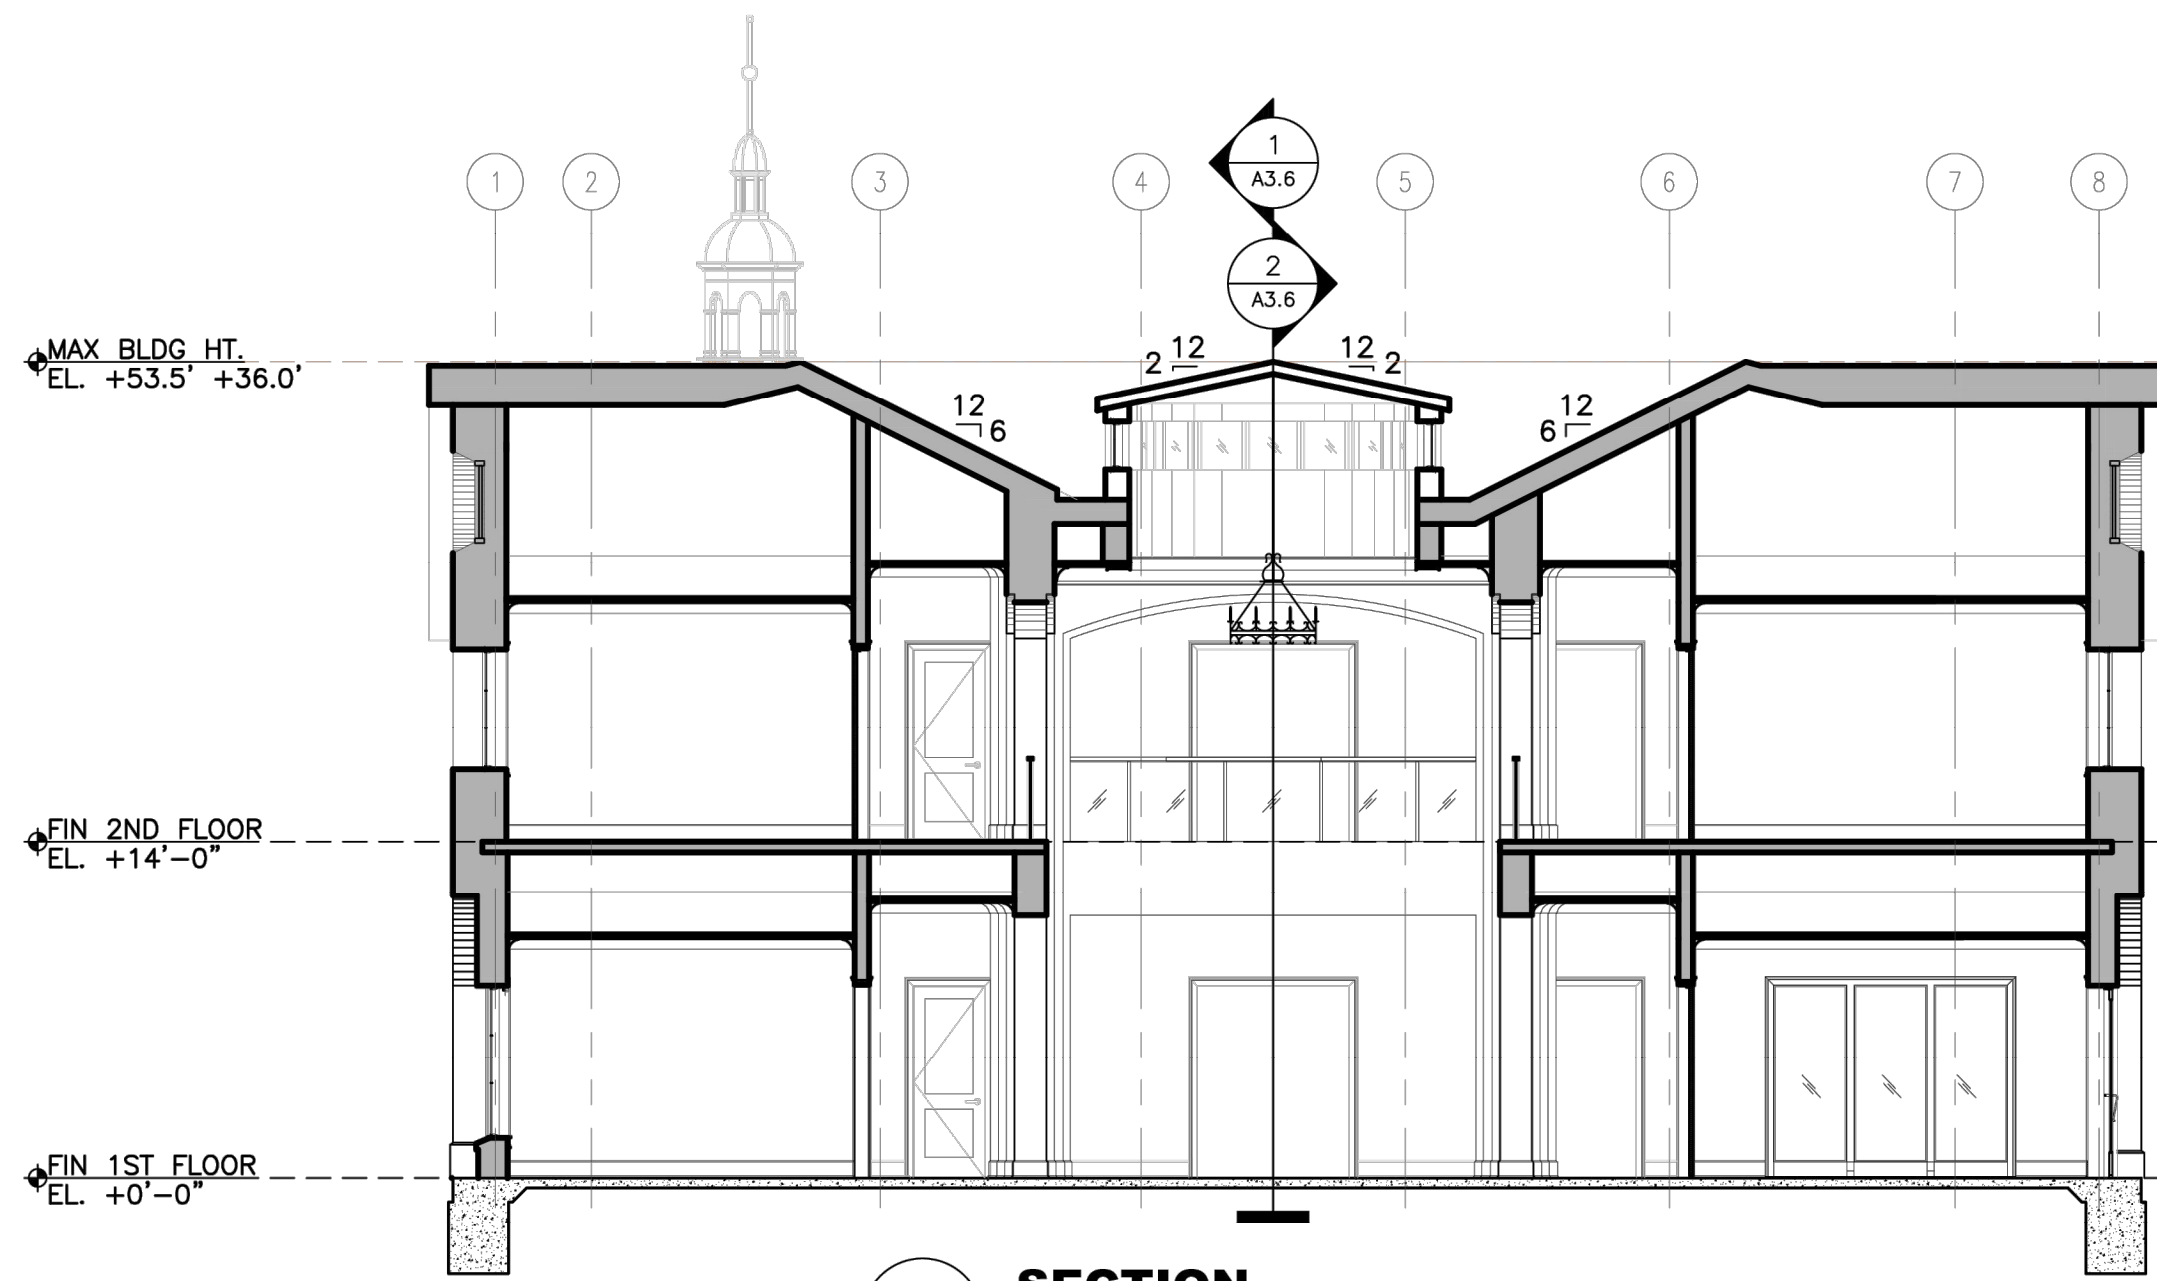 1
A3.6
1
2
3
4
5
6
7
8
2
A3.6
MAX BLDG HT.
EL. +53.5' +36.0'
12
2
12
2
12
6
12
6
FIN 2ND FLOOR
EL. +14'-0"
FIN 1ST FLOOR
EL. +0'-0"
SECTION